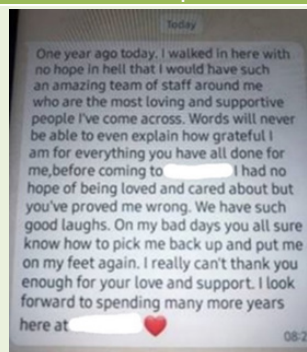 Today
One year ago today, I walked in here with
no hope in hell that I would have such
an amazing team of staff around me
who are the most loving and supportive
people I've come across. Words will never
be able to even explain how grateful I
am for everything you have all done for
me,before coming to I had no
hope of being loved and cared about but
you've proved me wrong. We have such
good laughs. On my bad days you all sure
know how to pick me back up and put me
on my feet again. I really can't thank you
enough for your love and support. I look
forward to spending many more years
here at ❤️